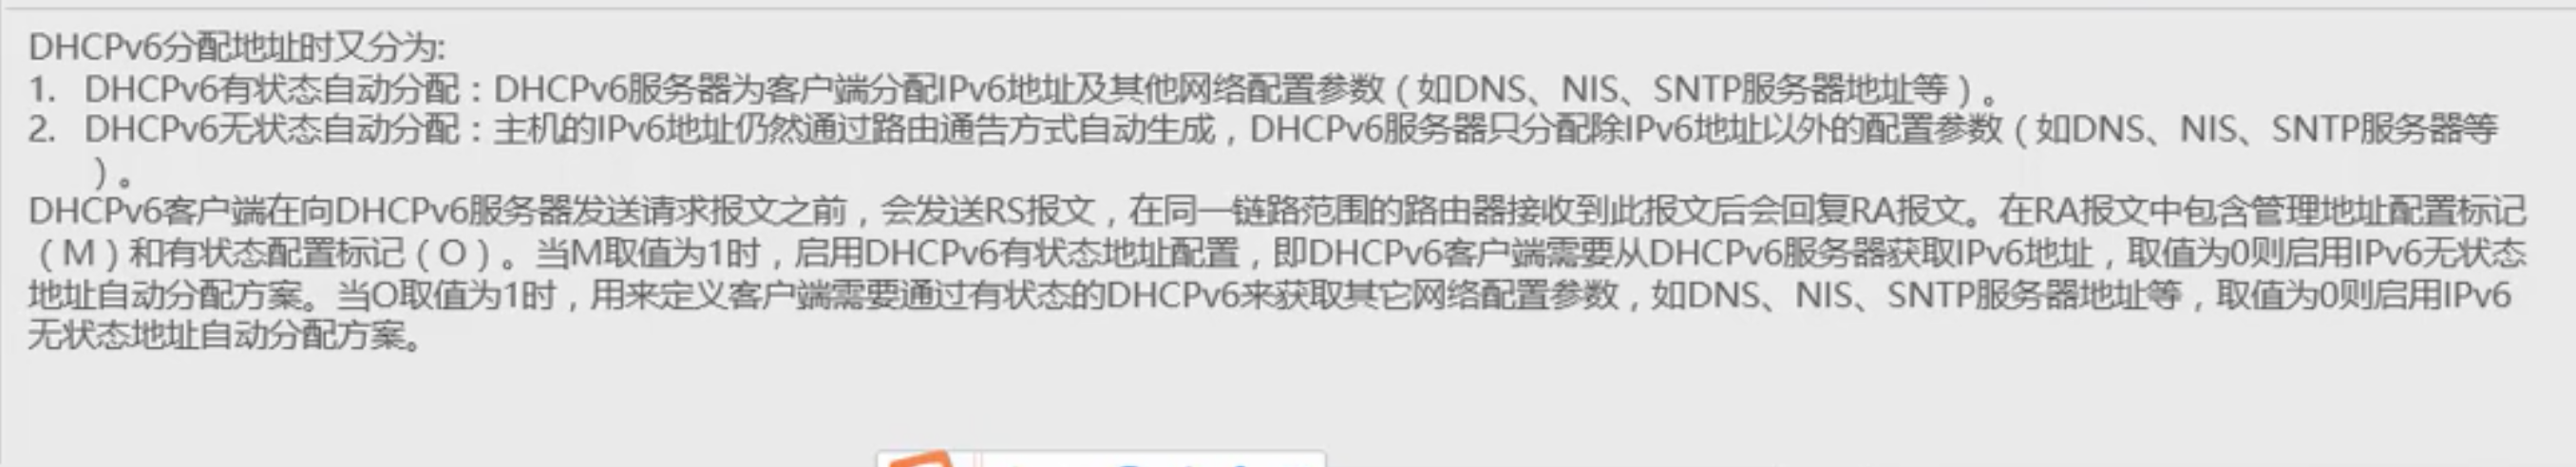 DHCPv6分配地址时又分为:
1. DHCPv6有状态自动分配：DHCPv6服务器为客户端分配IPv6地址及其他网络配置参数（如DNS、NIS、SNTP服务器地址等）。
2. DHCPv6无状态自动分配：主机的IPv6地址仍然通过路由通告方式自动生成，DHCPv6服务器只分配除IPv6地址以外的配置参数（如DNS、NIS、SNTP服务器等
）。
DHCPv6客户端在向DHCPv6服务器发送请求报文之前，会发送RS报文，在同一链路范围的路由器接收到此报文后会回复RA报文。在RA报文中包含管理地址配置标记
（M）和有状态配置标记（O）。当M取值为1时，启用DHCPv6有状态地址配置，即DHCPv6客户端需要从DHCPv6服务器获取IPv6地址，取值为0则启用IPv6无状态
地址自动分配方案。当O取值为1时，用来定义客户端需要通过有状态的DHCPv6来获取其它网络配置参数，如DNS、NIS、SNTP服务器地址等，取值为0则启用IPv6
无状态地址自动分配方案。